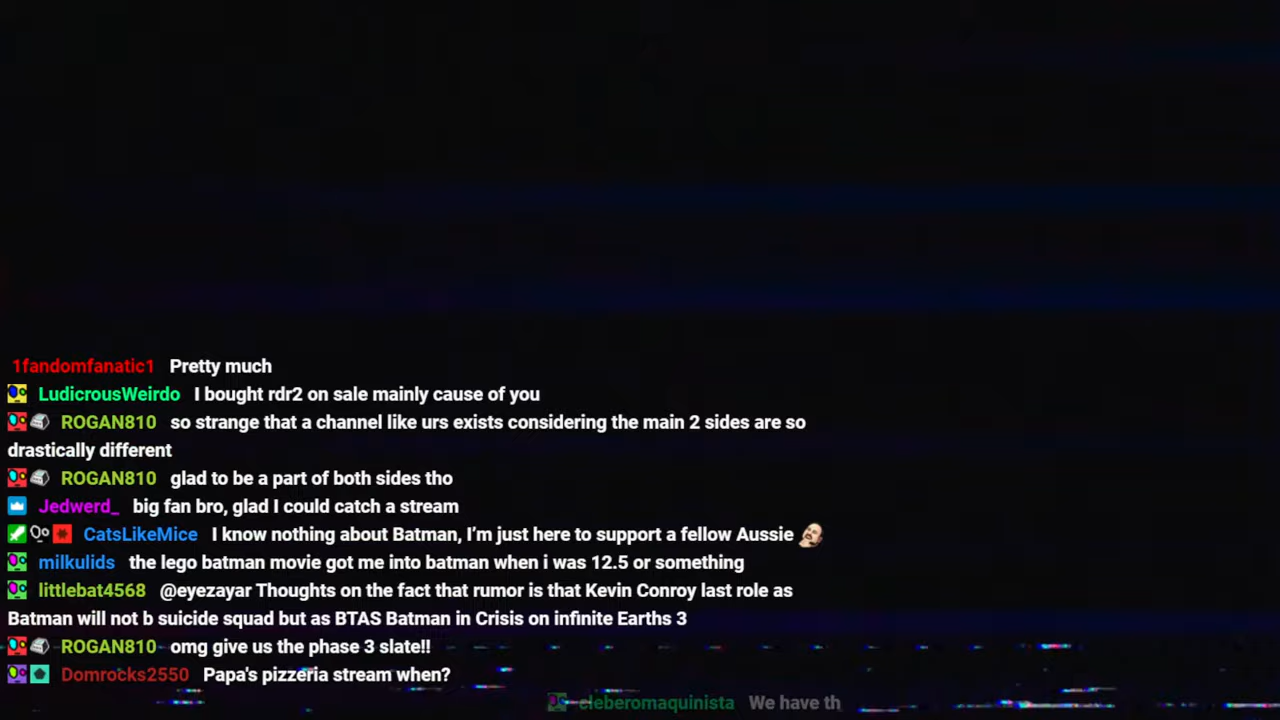 1fandomfanatic1 Pretty much
LudicrousWeirdo I bought rdr2 on sale mainly cause of you
ROGAN810 so strange that a channel like urs exists considering the main 2 sides are so
drastically different
ROGAN810 glad to be a part of both sides tho
Jedwerd_ big fan bro, glad I could catch a stream
CatsLikeMice I know nothing about Batman, I’m just here to support a fellow Aussie
milkulids the lego batman movie got me into batman when i was 12.5 or something
littlebat4568 @eyezayar Thoughts on the fact that rumor is that Kevin Conroy last role as
Batman will not b suicide squad but as BTAS Batman in Crisis on infinite Earths 3
ROGAN810 omg give us the phase 3 slate!!
Domrocks2550 Papa's pizzeria stream when?
cleberomaquinista We have th